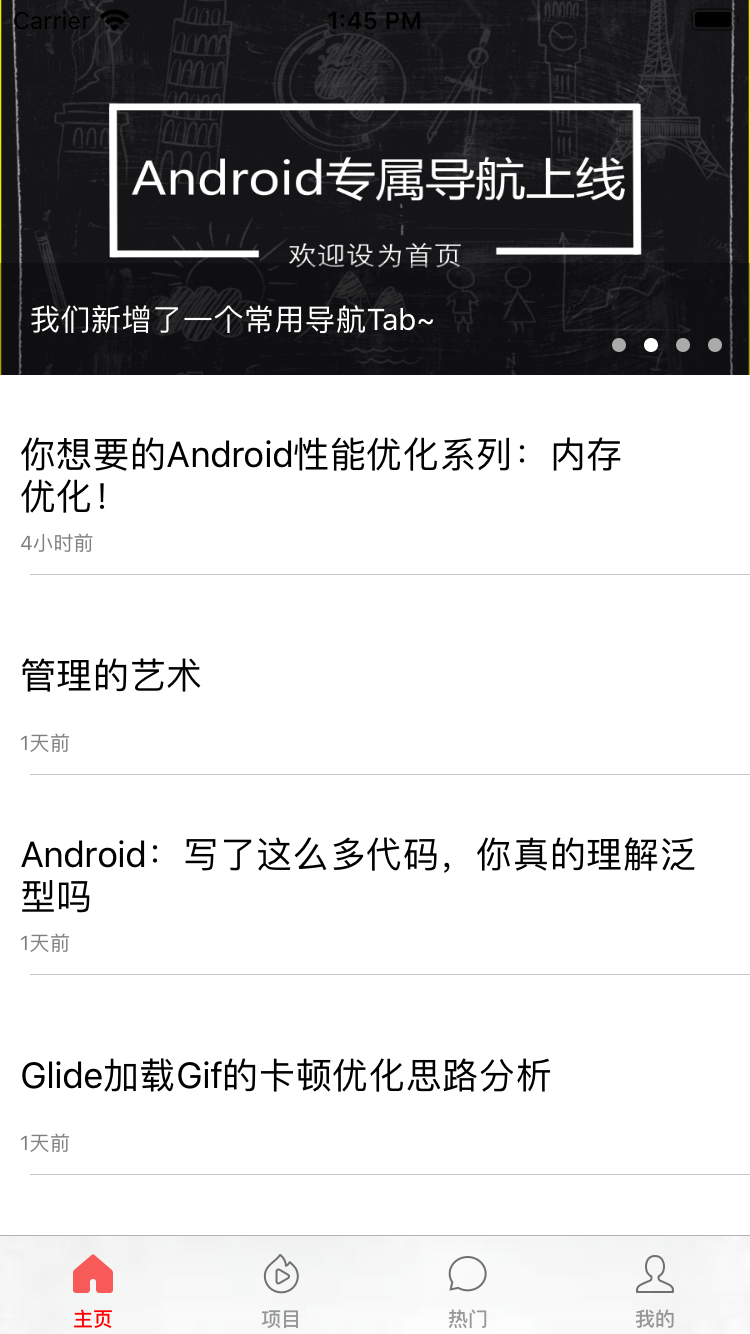 Carrier 1:45 PM
Android专属导航上线
欢迎设为首页
我们新增了一个常用导航Tab~
你想要的Android性能优化系列：内存
优化！
4小时前
管理的艺术
1天前
Android：写了这么多代码，你真的理解泛
型吗
1天前
Glide加载Gif的卡顿优化思路分析
1天前
主页 项目 热门 我的